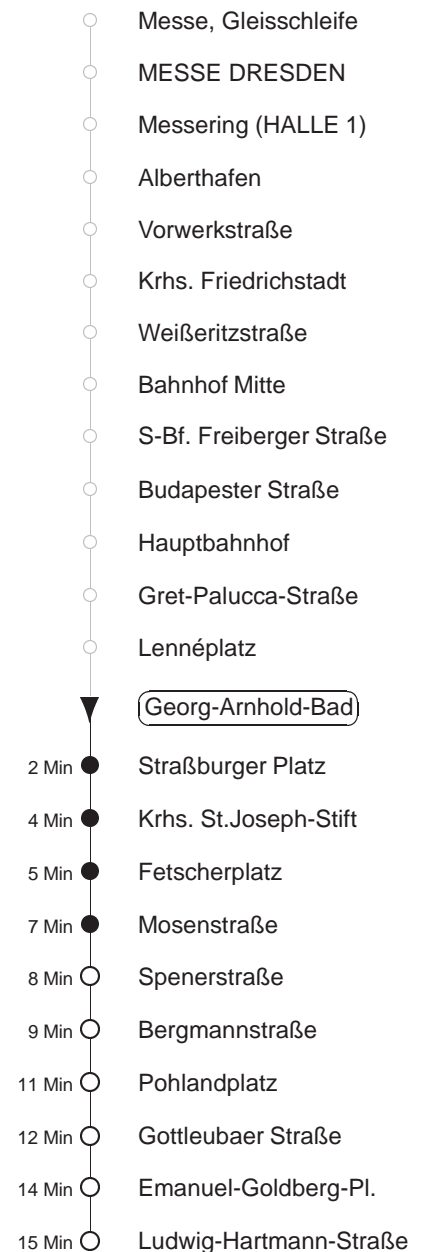 Messe, Gleisschleife
MESSE DRESDEN
Messering (HALLE 1)
Alberthafen
Vorwerkstraße
Krhs. Friedrichstadt
Weißeritzstraße
Bahnhof Mitte
S-Bf. Freiberger Straße
Budapester Straße
Hauptbahnhof
Gret-Palucca-Straße
Lennéplatz
Georg-Arnhold-Bad
2 Min Straßburger Platz
4 Min Krhs. St.Joseph-Stift
5 Min Fetscherplatz
7 Min Mosenstraße
8 Min Spenerstraße
9 Min Bergmannstraße
11 Min Pohlandplatz
12 Min Gottleubaer Straße
14 Min Emanuel-Goldberg-Pl.
15 Min Ludwig-Hartmann-Straße